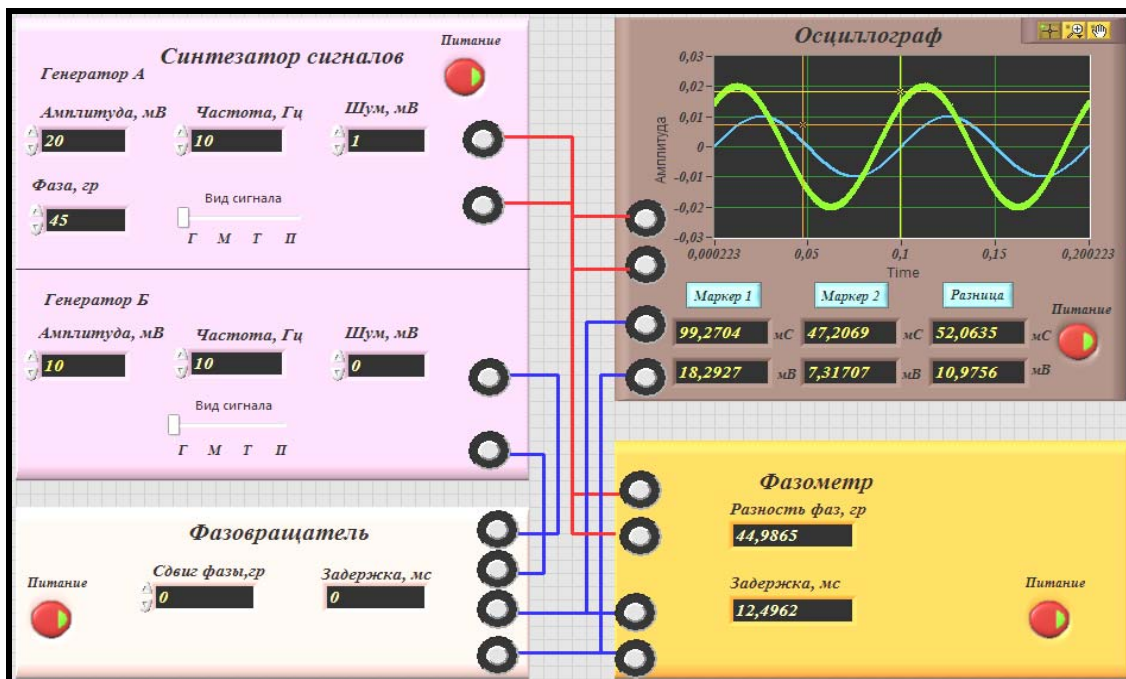 Синтезатор сигналов
Питание
Генератор А
Амплитуда, мВ Частота, Гц Шум, мВ
20 10 1
Фаза, гр
45
Вид сигнала
Г М Т П
Генератор Б
Амплитуда, мВ Частота, Гц Шум, мВ
10 10 0
Вид сигнала
Г М Т П
Фазовращатель
Питание
Сдвиг фазы,гр Задержка, мс
0 0
Осциллограф
Амплитуда
0,03
0,02
0,01
0
-0,01
-0,02
-0,03
0,000223 0,05 0,1 0,15 0,200223
Time
Маркер 1 Маркер 2 Разница
Питание
99,2704 мС 47,2069 мС 52,0635 мС
18,2927 мВ 7,31707 мВ 10,9756 мВ
Фазометр
Разность фаз, гр
44,9865
Задержка, мс
12,4962
Питание